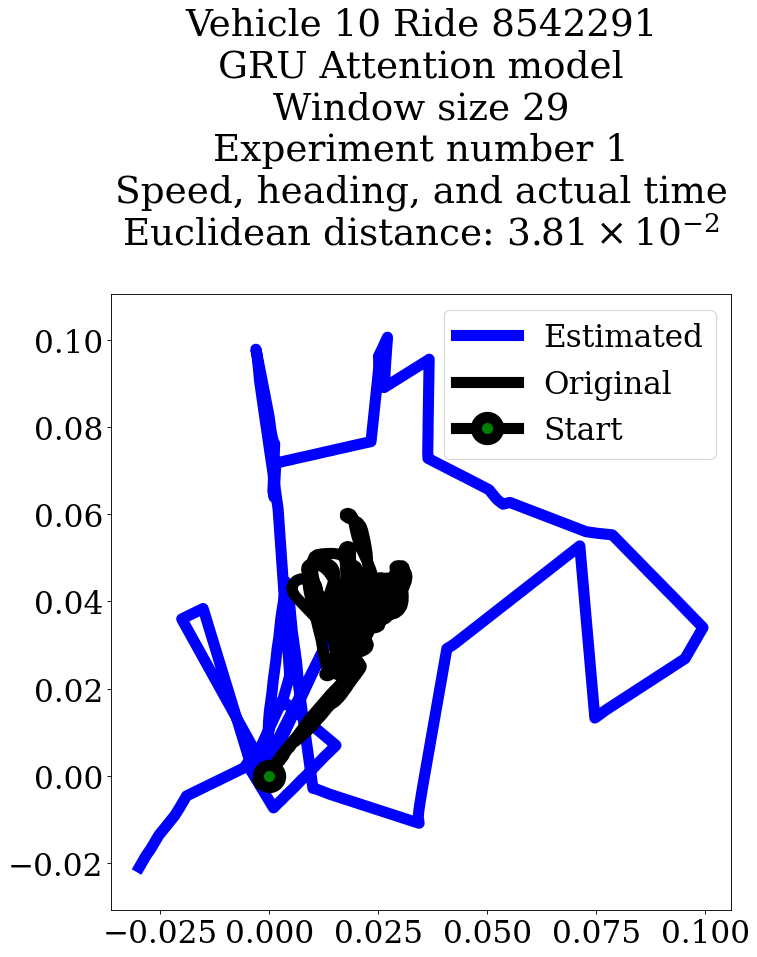 Vehicle 10 Ride 8542291
GRU Attention model
Window size 29
Experiment number 1
Speed, heading, and actual time
Euclidean distance: 3.81 × 10⁻²
Estimated
Original
Start
0.10
0.08
0.06
0.04
0.02
0.00
−0.02
−0.025 0.000 0.025 0.050 0.075 0.100